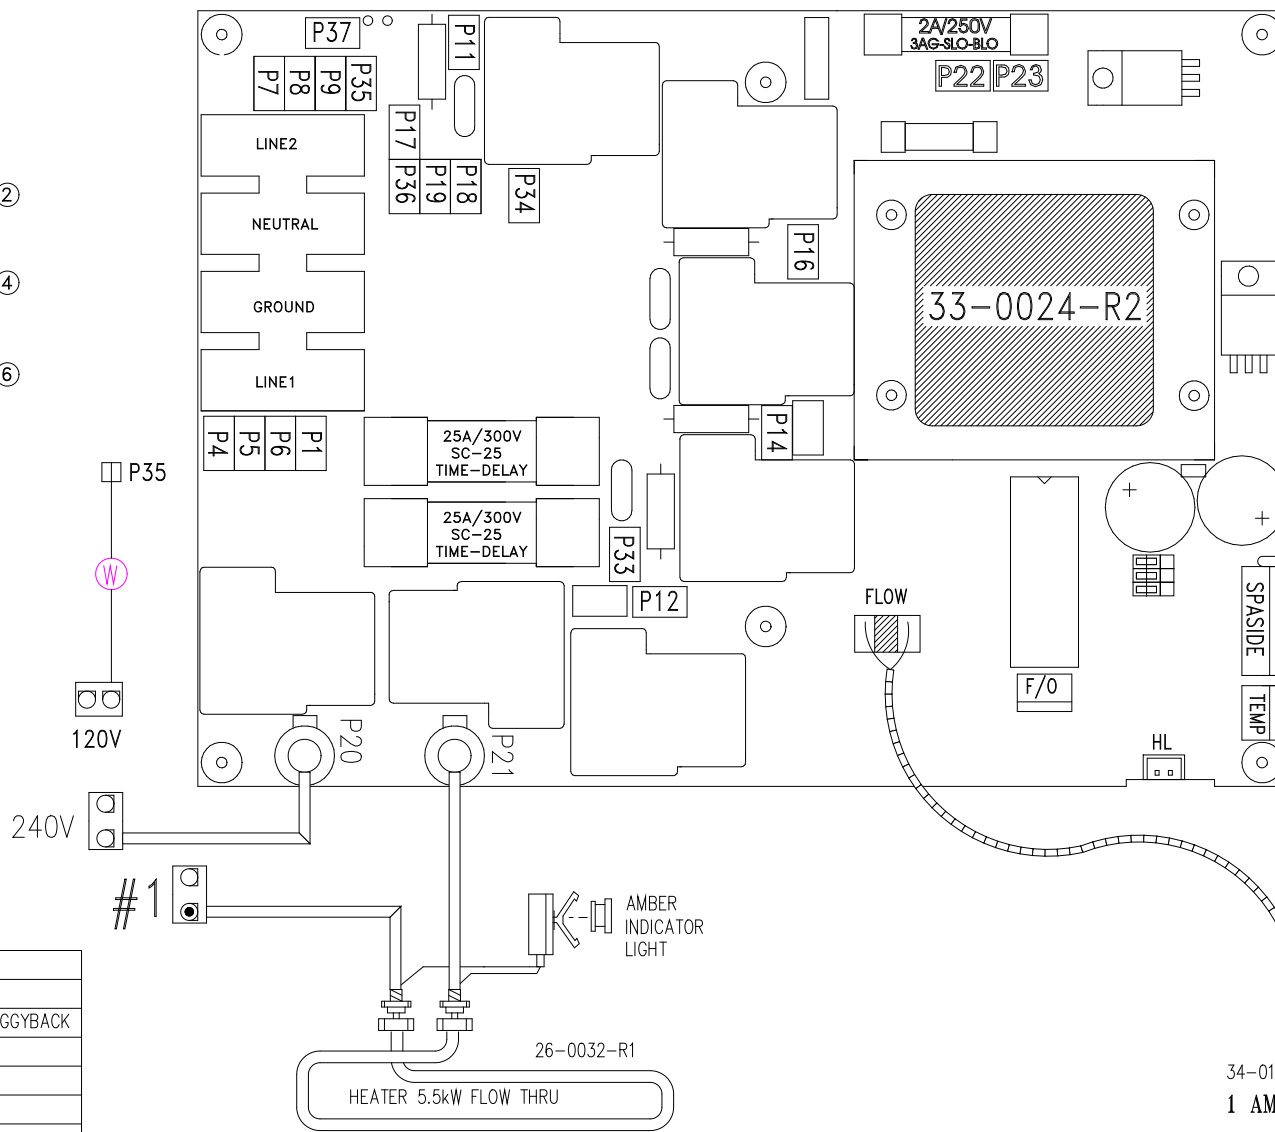 P37
P11
2A/250V
3AG-SLO-BLO
P22
P23
P7
P8
P9
P35
P17
P36
P19
P18
P34
LINE2
NEUTRAL
GROUND
LINE1
2
4
6
P16
33-0024-R2
P4
P5
P6
P1
25A/300V
SC-25
TIME-DELAY
25A/300V
SC-25
TIME-DELAY
P14
P35
W
120V
P33
P12
FLOW
F/O
SPASIDE
TEMP
HL
P20
P21
240V
#1
AMBER
INDICATOR
LIGHT
GGYBACK
26-0032-R1
HEATER 5.5kW FLOW THRU
34-01
1 AM